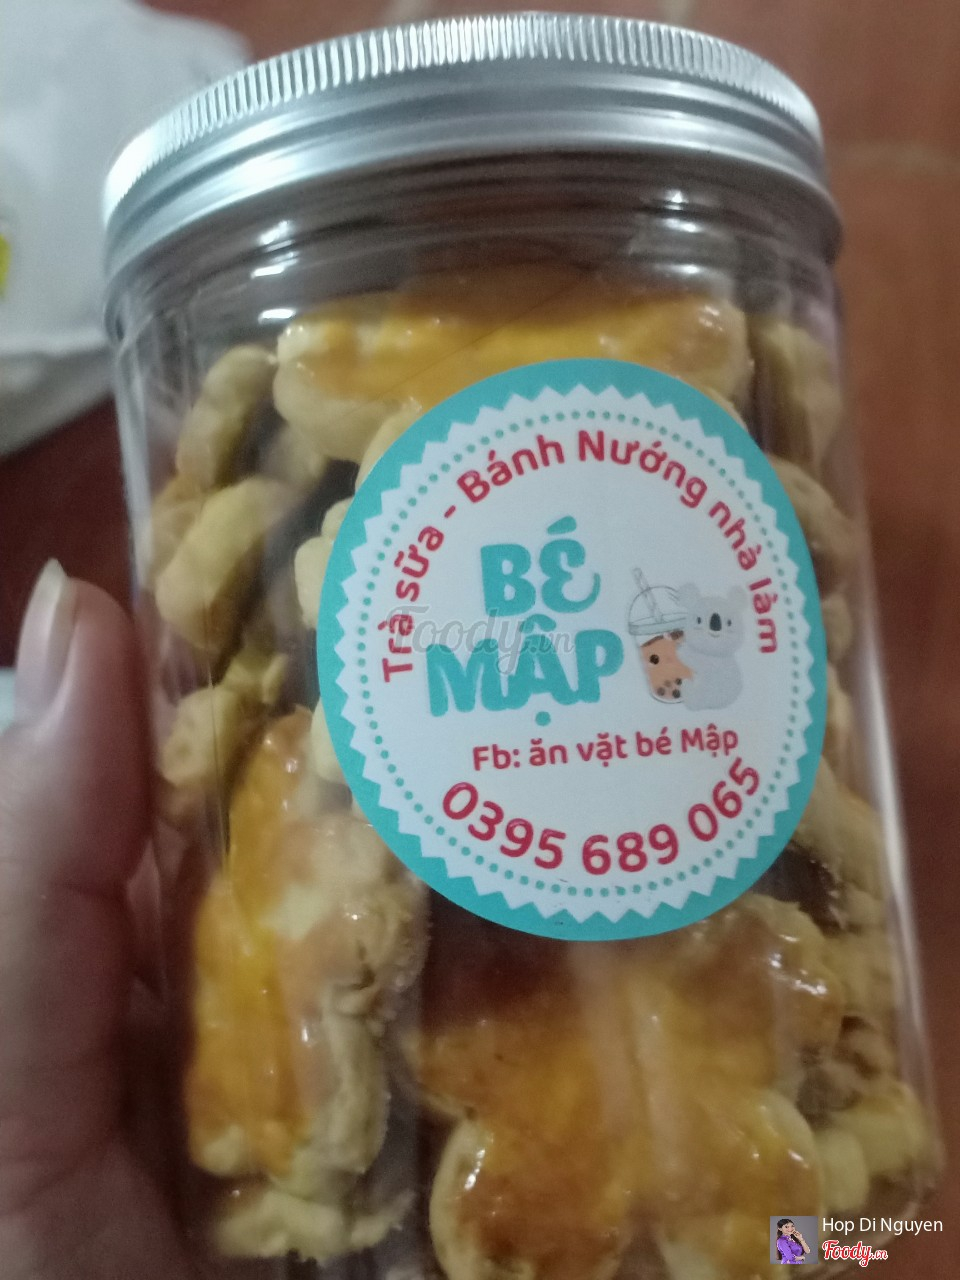 Trà sữa - Bánh Nướng nhà làm
BÉ
MẬP
Fb: ăn vặt bé Mập
0395 689 065
Foody.vn
Hop Di Nguyen
Foody.vn